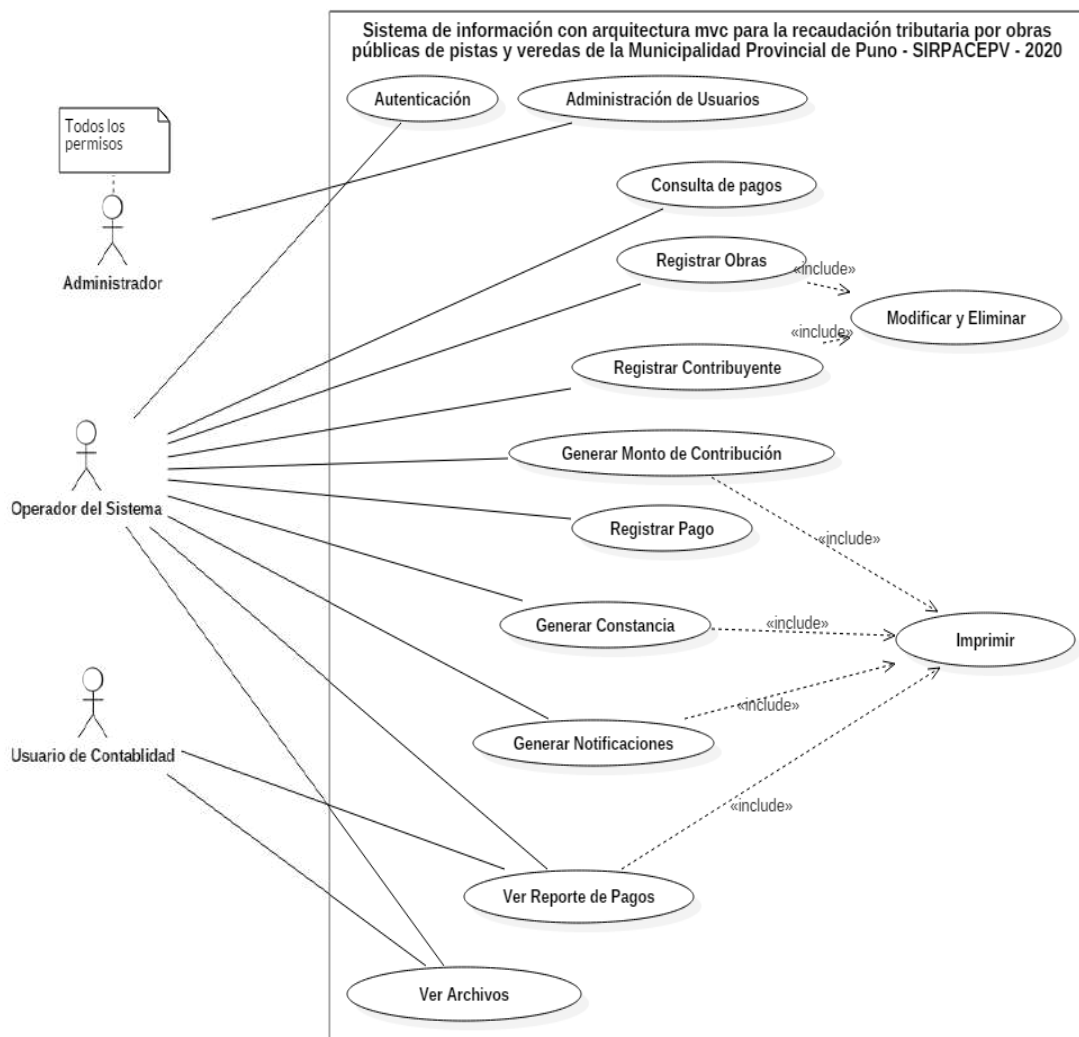 Sistema de información con arquitectura mvc para la recaudación tributaria por obras
públicas de pistas y veredas de la Municipalidad Provincial de Puno - SIRPACEPV - 2020
Autenticación
Administración de Usuarios
Todos los
permisos
Administrador
Consulta de pagos
Registrar Obras
«include»
Modificar y Eliminar
«include»
Registrar Contribuyente
Operador del Sistema
Generar Monto de Contribución
Registrar Pago
«include»
Generar Constancia
«include»
Imprimir
Usuario de Contablidad
Generar Notificaciones
«include»
«include»
Ver Reporte de Pagos
Ver Archivos